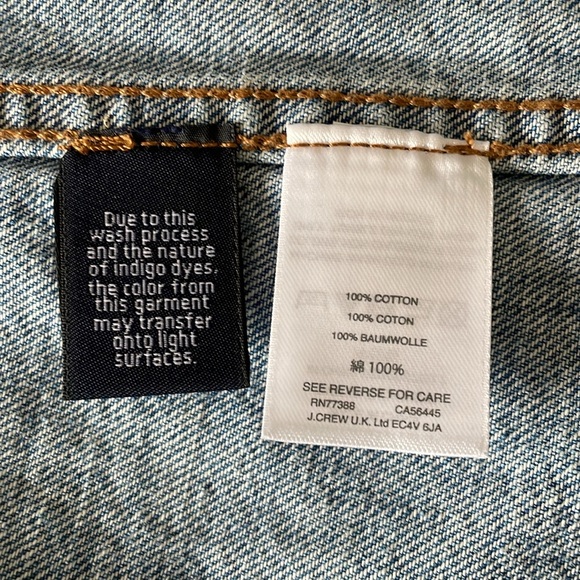 Due to this
wash process
and the nature
of indigo dyes,
the color from
this garment
may transfer
onto light
surfaces.
100% COTTON
100% COTON
100% BAUMWOLLE
綿 100%
SEE REVERSE FOR CARE
RN77388 CA56445
J.CREW U.K. Ltd EC4V 6JA